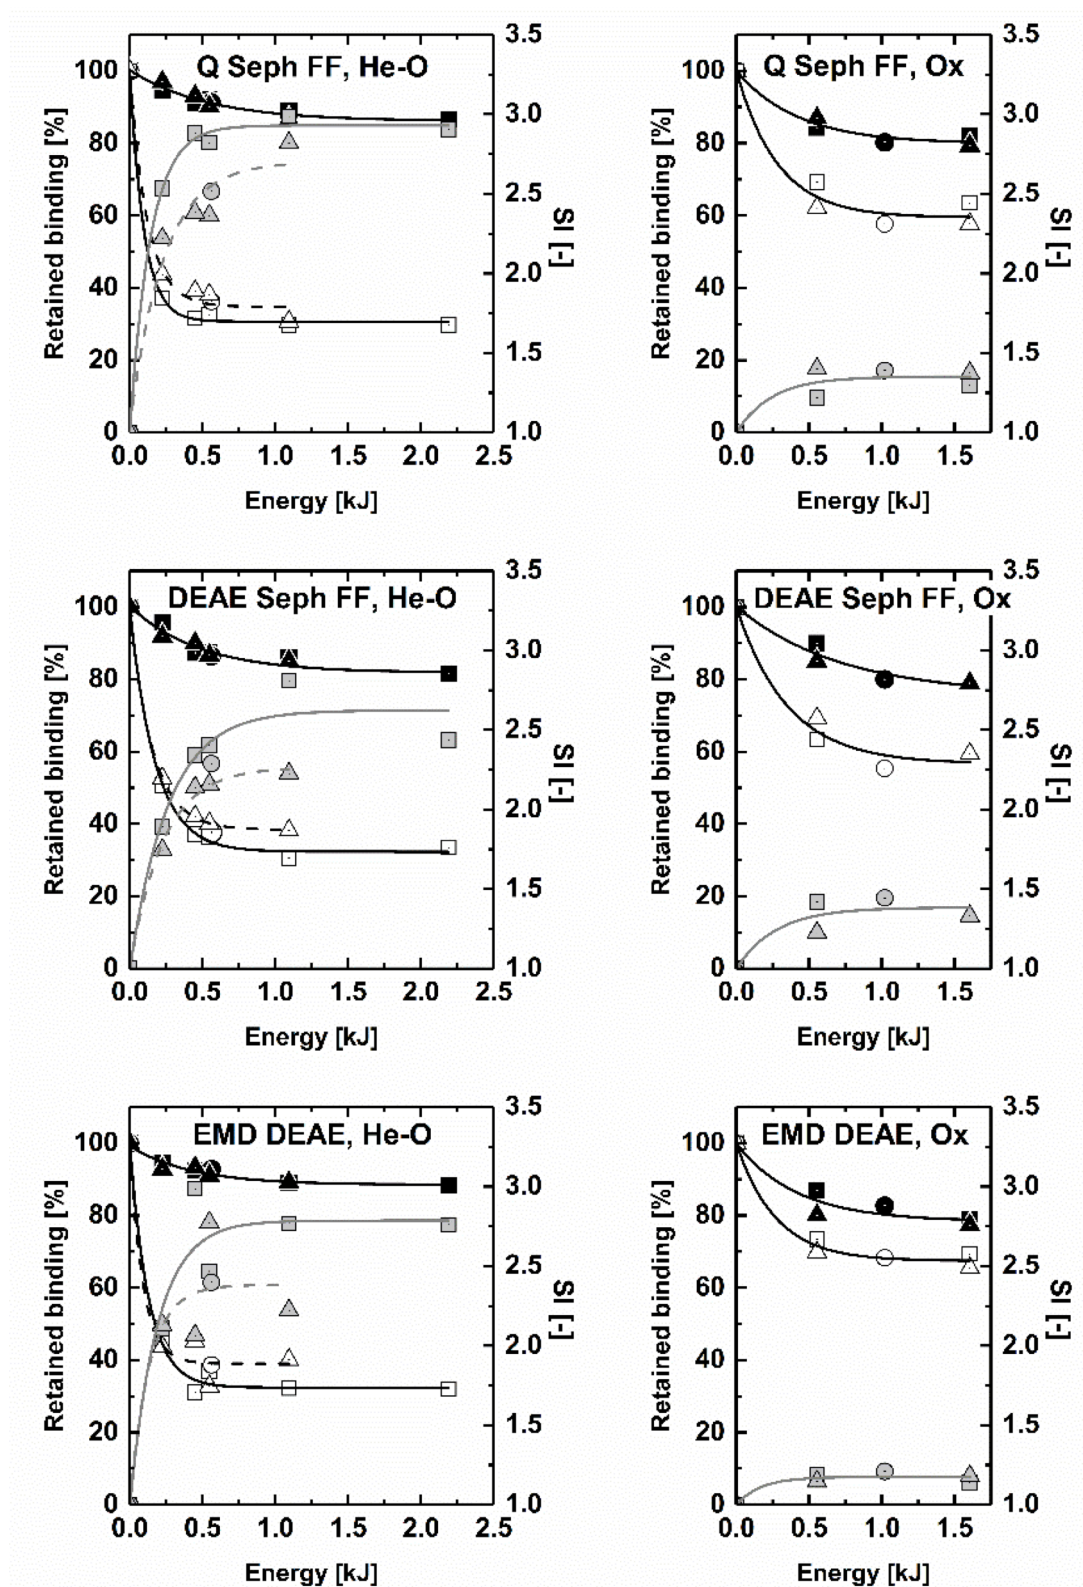 Q Seph FF, He-O
Retained binding [%]
100
80
60
40
20
0
3.5
3.0
2.5
2.0
1.5
1.0
SI [-]
0.0 0.5 1.0 1.5 2.0 2.5
Energy [kJ]
Q Seph FF, Ox
Retained binding [%]
100
80
60
40
20
0
3.5
3.0
2.5
2.0
1.5
1.0
SI [-]
0.0 0.5 1.0 1.5
Energy [kJ]
DEAE Seph FF, He-O
Retained binding [%]
100
80
60
40
20
0
3.5
3.0
2.5
2.0
1.5
1.0
SI [-]
0.0 0.5 1.0 1.5 2.0 2.5
Energy [kJ]
DEAE Seph FF, Ox
Retained binding [%]
100
80
60
40
20
0
3.5
3.0
2.5
2.0
1.5
1.0
SI [-]
0.0 0.5 1.0 1.5
Energy [kJ]
EMD DEAE, He-O
Retained binding [%]
100
80
60
40
20
0
3.5
3.0
2.5
2.0
1.5
1.0
SI [-]
0.0 0.5 1.0 1.5 2.0 2.5
Energy [kJ]
EMD DEAE, Ox
Retained binding [%]
100
80
60
40
20
0
3.5
3.0
2.5
2.0
1.5
1.0
SI [-]
0.0 0.5 1.0 1.5
Energy [kJ]